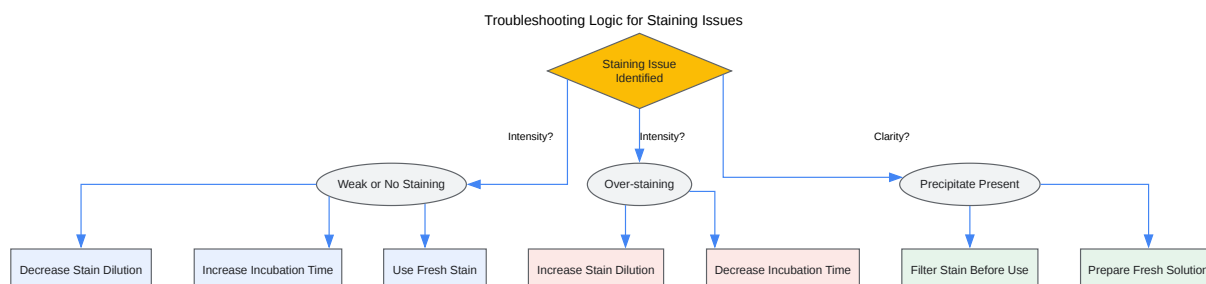 Troubleshooting Logic for Staining Issues
Staining Issue
Identified
Intensity?
Intensity?
Clarity?
Weak or No Staining
Over-staining
Precipitate Present
Decrease Stain Dilution
Increase Incubation Time
Use Fresh Stain
Increase Stain Dilution
Decrease Incubation Time
Filter Stain Before Use
Prepare Fresh Solution